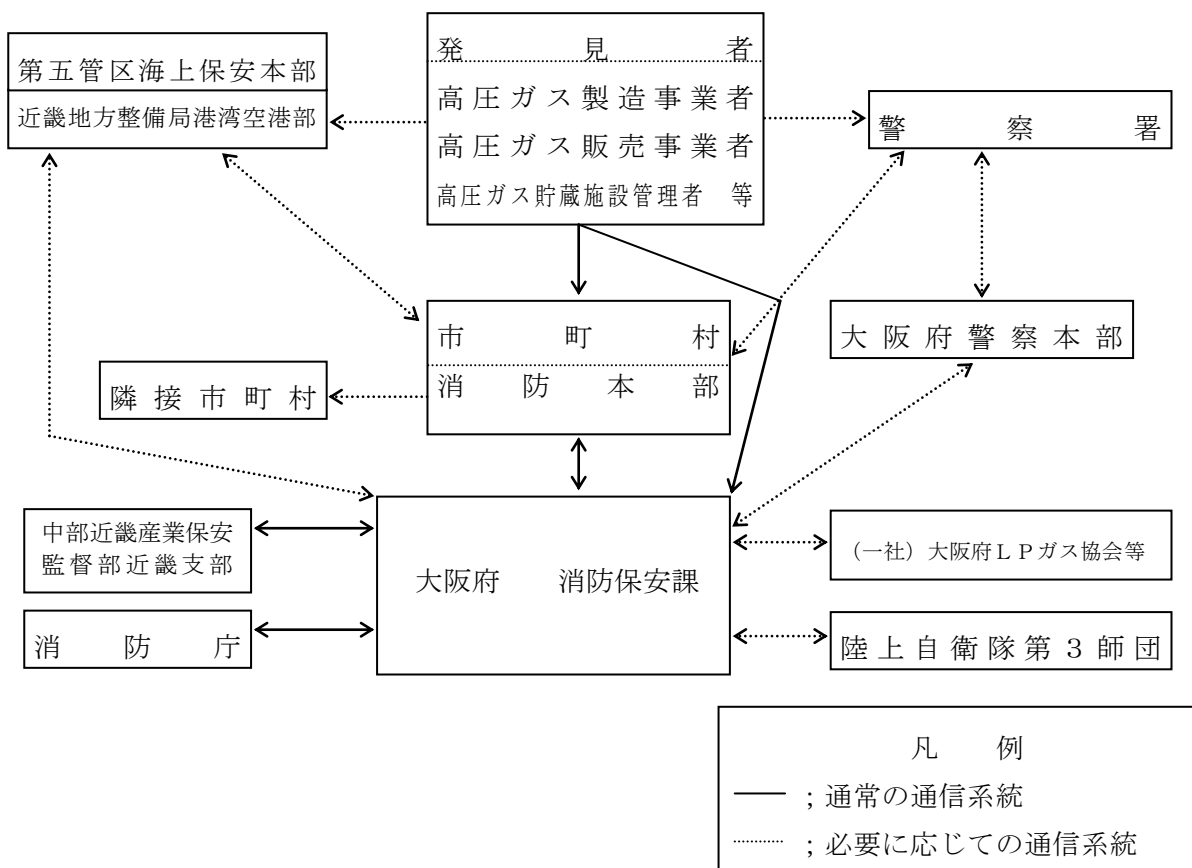 発見者
高圧ガス製造事業者
高圧ガス販売事業者
高圧ガス貯蔵施設管理者 等
第五管区海上保安本部
近畿地方整備局港湾空港部
警察署
市町村
消防本部
大阪府警察本部
隣接市町村
中部近畿産業保安
監督部近畿支部
大阪府 消防保安課
(一社)大阪府LPガス協会等
消防庁
陸上自衛隊第3師団
凡例
;通常の通信系統
;必要に応じての通信系統